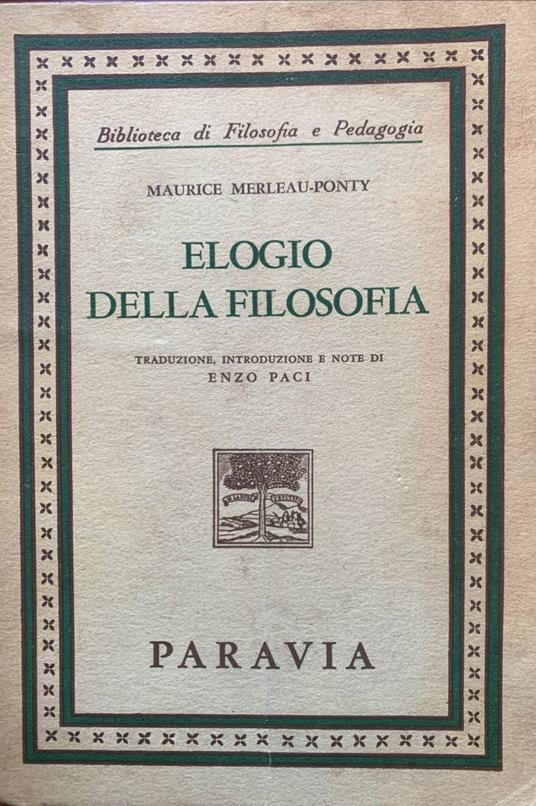 Biblioteca di Filosofia e Pedagogia
MAURICE MERLEAU-PONTY
ELOGIO
DELLA FILOSOFIA
TRADUZIONE, INTRODUZIONE E NOTE DI
ENZO PACI
PARAVIA